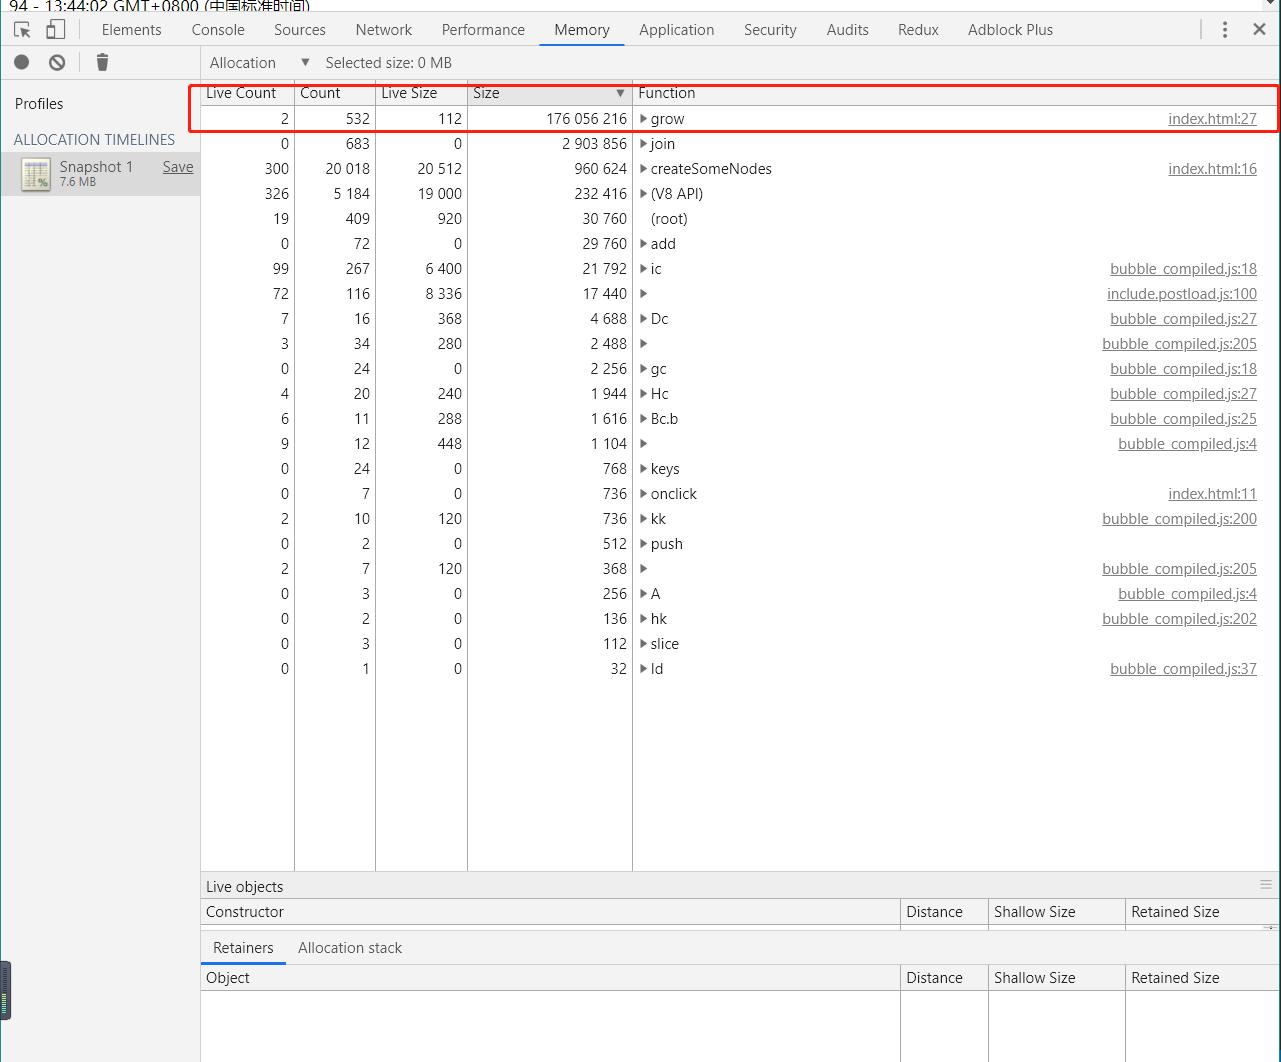 94 - 13:44:02 GMT+0800 (中国标准时间)
Elements Console Sources Network Performance Memory Application Security Audits Redux Adblock Plus
Allocation ▼ Selected size: 0 MB
Profiles
ALLOCATION TIMELINES
Snapshot 1 Save
7.6 MB
Live Count Count Live Size Size ▼ Function
2 532 112 176 056 216 grow index.html:27
0 683 0 2 903 856 join
300 20 018 20 512 960 624 createSomeNodes index.html:16
326 5 184 19 000 232 416 (V8 API)
19 409 920 30 760 (root)
0 72 0 29 760 add
99 267 6 400 21 792 ic bubble_compiled.js:18
72 116 8 336 17 440 include.postload.js:100
7 16 368 4 688 Dc bubble_compiled.js:27
3 34 280 2 488 bubble_compiled.js:205
0 24 0 2 256 gc bubble_compiled.js:18
4 20 240 1 944 Hc bubble_compiled.js:27
6 11 288 1 616 Bc.b bubble_compiled.js:25
9 12 448 1 104 bubble_compiled.js:4
0 24 0 768 keys
0 7 0 736 onclick index.html:11
2 10 120 736 kk bubble_compiled.js:200
0 2 0 512 push
2 7 120 368 bubble_compiled.js:205
0 3 0 256 A bubble_compiled.js:4
0 2 0 136 hk bubble_compiled.js:202
0 3 0 112 slice
0 1 0 32 ld bubble_compiled.js:37
Live objects
Constructor Distance Shallow Size Retained Size
Retainers Allocation stack
Object Distance Shallow Size Retained Size